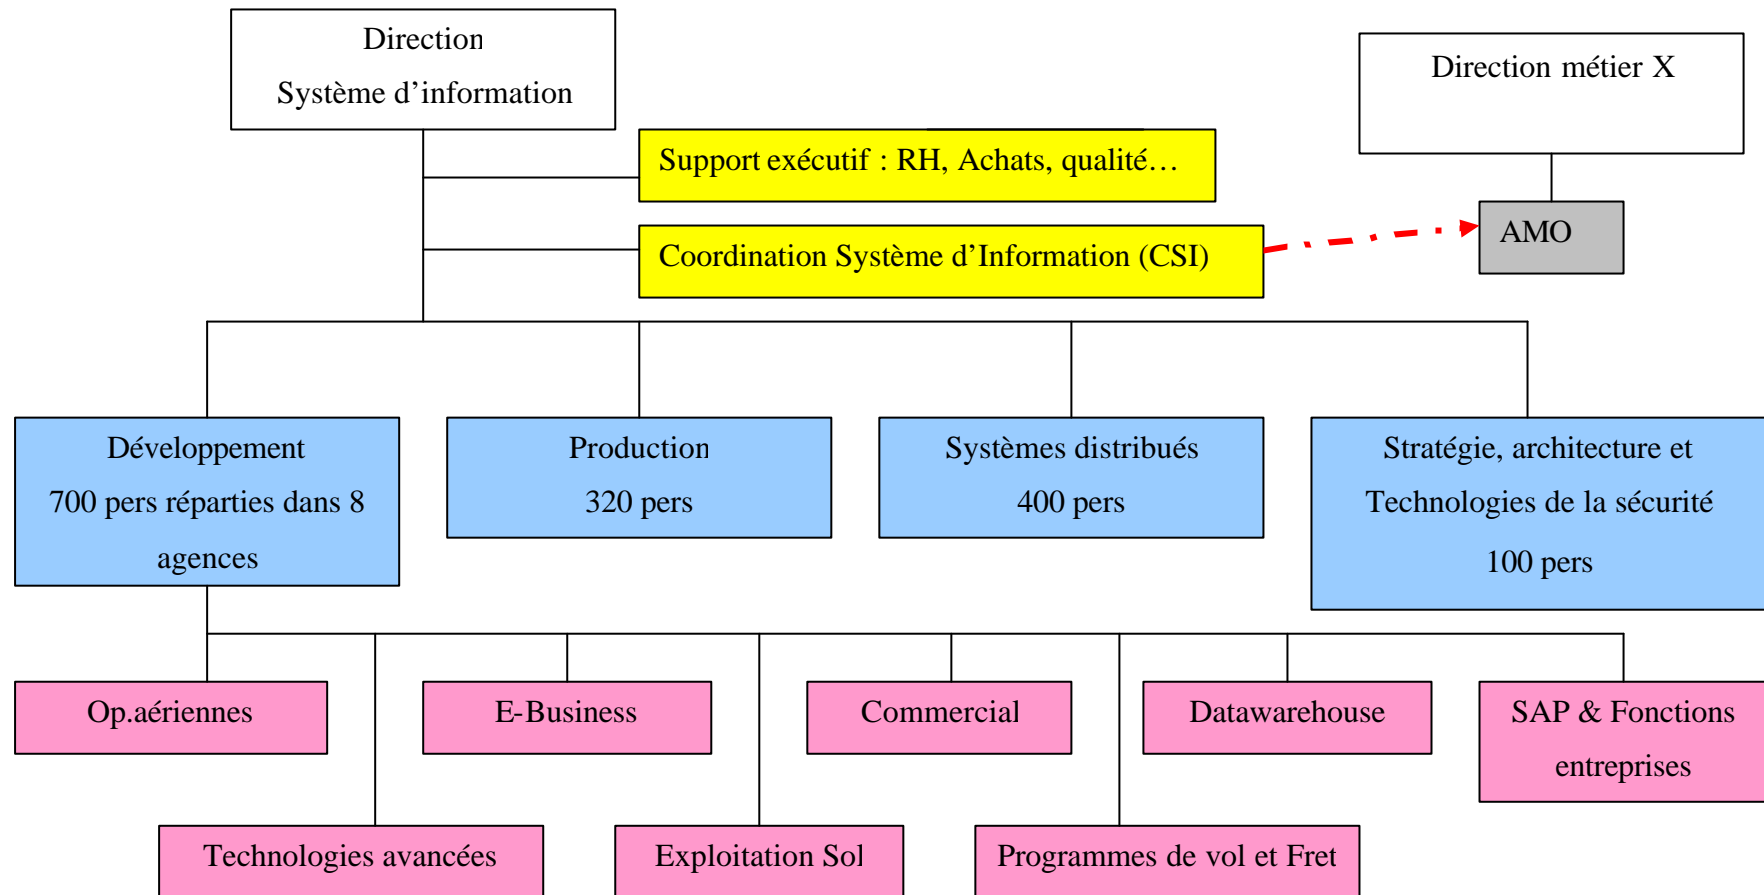 Direction
Système d’information
Direction métier X
Support exécutif : RH, Achats, qualité…
AMO
Coordination Système d’Information (CSI)
Développement
700 pers réparties dans 8
agences
Production
320 pers
Systèmes distribués
400 pers
Stratégie, architecture et
Technologies de la sécurité
100 pers
Op.aériennes
E-Business
Commercial
Datawarehouse
SAP & Fonctions
entreprises
Technologies avancées
Exploitation Sol
Programmes de vol et Fret